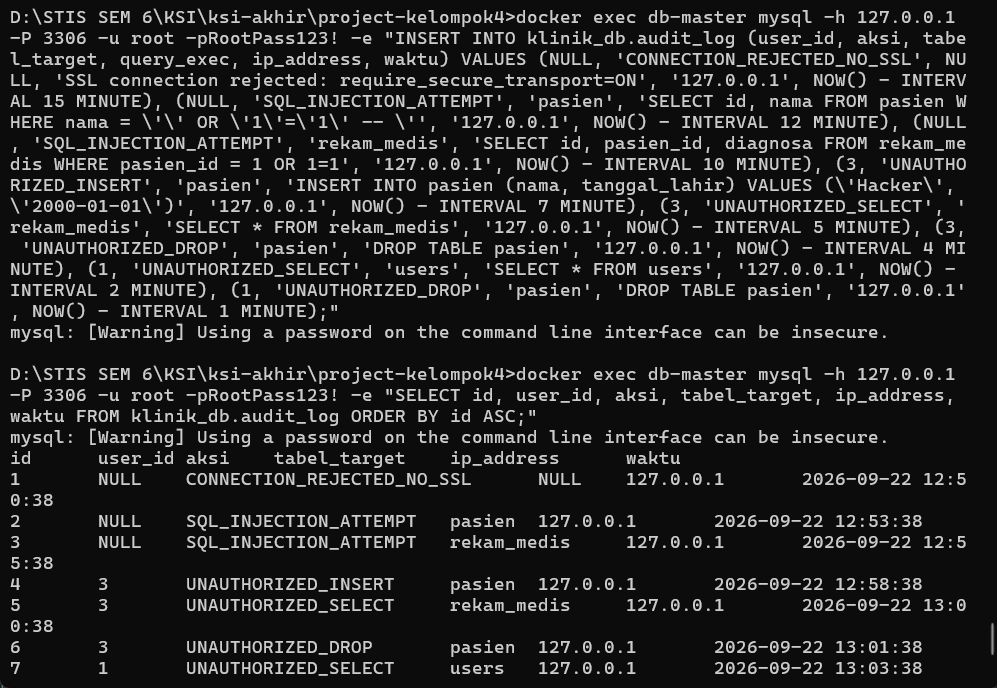 D:\STIS SEM 6\KSI\ksi-akhir\project-kelompok4>docker exec db-master mysql -h 127.0.0.1
-P 3306 -u root -pRootPass123! -e "INSERT INTO klinik_db.audit_log (user_id, aksi, tabe
l_target, query_exec, ip_address, waktu) VALUES (NULL, 'CONNECTION_REJECTED_NO_SSL', NU
LL, 'SSL connection rejected: require_secure_transport=ON', '127.0.0.1', NOW() - INTERV
AL 15 MINUTE), (NULL, 'SQL_INJECTION_ATTEMPT', 'pasien', 'SELECT id, nama FROM pasien W
HERE nama = \'\' OR \'1\'=\'1\' -- \'', '127.0.0.1', NOW() - INTERVAL 12 MINUTE), (NULL
, 'SQL_INJECTION_ATTEMPT', 'rekam_medis', 'SELECT id, pasien_id, diagnosa FROM rekam_me
dis WHERE pasien_id = 1 OR 1=1', '127.0.0.1', NOW() - INTERVAL 10 MINUTE), (3, 'UNAUTHO
RIZED_INSERT', 'pasien', 'INSERT INTO pasien (nama, tanggal_lahir) VALUES (\'Hacker\',
\'2000-01-01\')', '127.0.0.1', NOW() - INTERVAL 7 MINUTE), (3, 'UNAUTHORIZED_SELECT', '
rekam_medis', 'SELECT * FROM rekam_medis', '127.0.0.1', NOW() - INTERVAL 5 MINUTE), (3,
'UNAUTHORIZED_DROP', 'pasien', 'DROP TABLE pasien', '127.0.0.1', NOW() - INTERVAL 4 MI
NUTE), (1, 'UNAUTHORIZED_SELECT', 'users', 'SELECT * FROM users', '127.0.0.1', NOW() -
INTERVAL 2 MINUTE), (1, 'UNAUTHORIZED_DROP', 'pasien', 'DROP TABLE pasien', '127.0.0.1'
, NOW() - INTERVAL 1 MINUTE);"
mysql: [Warning] Using a password on the command line interface can be insecure.
D:\STIS SEM 6\KSI\ksi-akhir\project-kelompok4>docker exec db-master mysql -h 127.0.0.1
-P 3306 -u root -pRootPass123! -e "SELECT id, user_id, aksi, tabel_target, ip_address,
waktu FROM klinik_db.audit_log ORDER BY id ASC;"
mysql: [Warning] Using a password on the command line interface can be insecure.
id user_id aksi tabel_target ip_address waktu
1 NULL CONNECTION_REJECTED_NO_SSL NULL 127.0.0.1 2026-09-22 12:5
0:38
2 NULL SQL_INJECTION_ATTEMPT pasien 127.0.0.1 2026-09-22 12:53:38
3 NULL SQL_INJECTION_ATTEMPT rekam_medis 127.0.0.1 2026-09-22 12:5
5:38
4 3 UNAUTHORIZED_INSERT pasien 127.0.0.1 2026-09-22 12:58:38
5 3 UNAUTHORIZED_SELECT rekam_medis 127.0.0.1 2026-09-22 13:0
0:38
6 3 UNAUTHORIZED_DROP pasien 127.0.0.1 2026-09-22 13:01:38
7 1 UNAUTHORIZED_SELECT users 127.0.0.1 2026-09-22 13:03:38